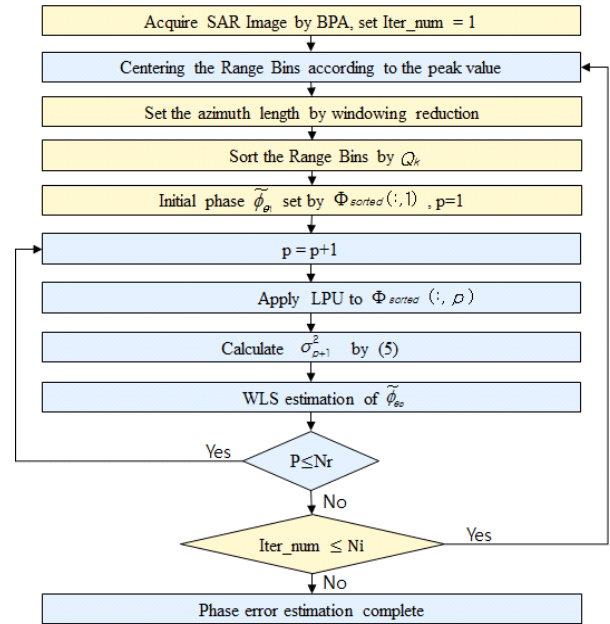 Acquire SAR Image by BPA, set Iter_num = 1
Centering the Range Bins according to the peak value
Set the azimuth length by windowing reduction
Sort the Range Bins by Qₖ
Initial phase φ̃ₑ₁ set by Φ sorted (:,1) , p=1
p = p+1
Apply LPU to Φ sorted (:, p)
Calculate σ²ₚ₊₁ by (5)
WLS estimation of φ̃ₑₚ
Yes
P≤Nr
No
Iter_num ≤ Ni
Yes
No
Phase error estimation complete